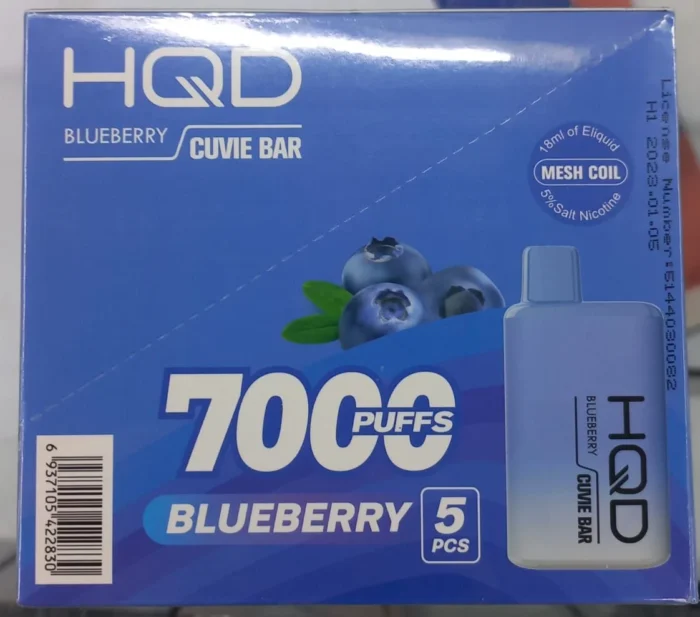 HQD
BLUEBERRY CUVIE BAR
18ml of Eliquid
MESH COIL
5%Salt Nicotine
License Number:5144030082
H1 2023.01.05
7000
PUFFS
BLUEBERRY
5
PCS
HQD
BLUEBERRY CUVIE BAR
6 937105 422830